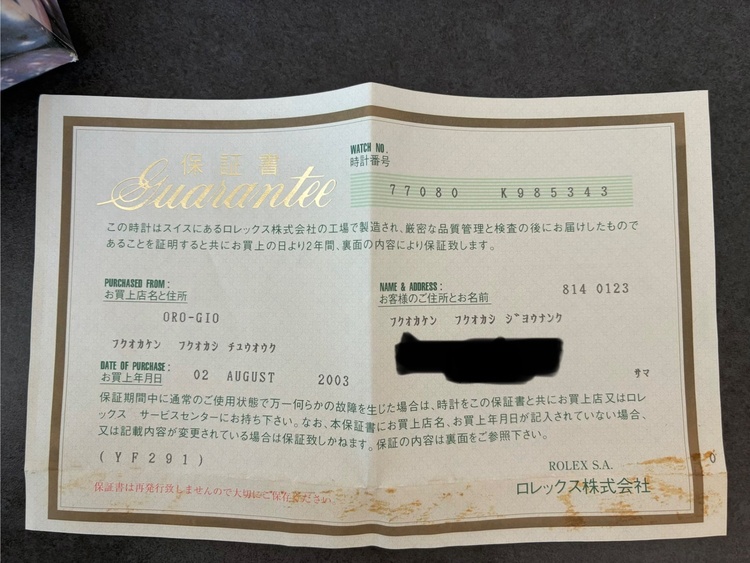 保証書
Guarantee
WATCH NO.
時計番号
77080 K985343
この時計はスイスにあるロレックス株式会社の工場で製造され、厳密な品質管理と検査の後にお届けしたもので
あることを証明すると共にお買上の日より2年間、裏面の内容により保証致します。
PURCHASED FROM:
お買上店名と住所
ORO-GIO
フクオカケン フクオカシ チユウオウク
NAME & ADDRESS:
お客様のご住所とお名前
814 0123
フクオカケン フクオカシ ジヨウナンク
サマ
DATE OF PURCHASE:
お買上年月日
02 AUGUST 2003
保証期間中に通常のご使用状態で万一何らかの故障を生じた場合は、時計をこの保証書と共にお買上店又はロレ
ックス サービスセンターにお持ち下さい。なお、本保証書にお買上店名、お買上年月日が記入されていない場合、
又は記載内容が変更されている場合は保証致しかねます。保証の内容は裏面をご参照下さい。
(YF291)
保証書は再発行致しませんので大切にご保存ください
ROLEX S.A.
ロレックス株式会社